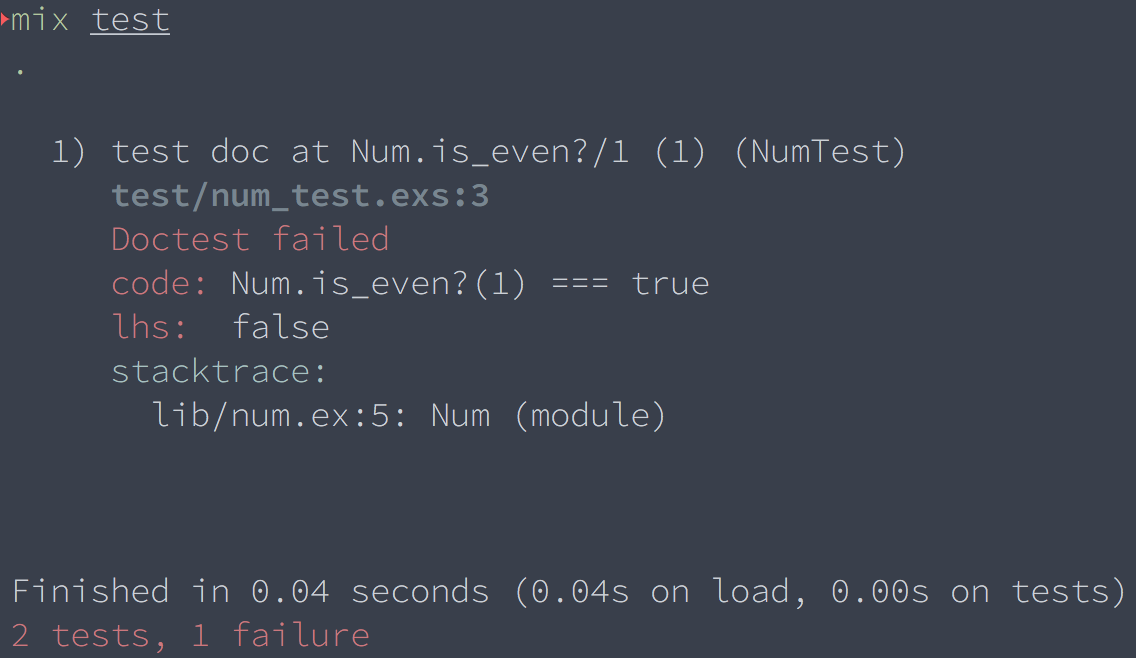 mix test
.
1) test doc at Num.is_even?/1 (1) (NumTest)
test/num_test.exs:3
Doctest failed
code: Num.is_even?(1) === true
lhs:  false
stacktrace:
lib/num.ex:5: Num (module)
Finished in 0.04 seconds (0.04s on load, 0.00s on tests)
2 tests, 1 failure